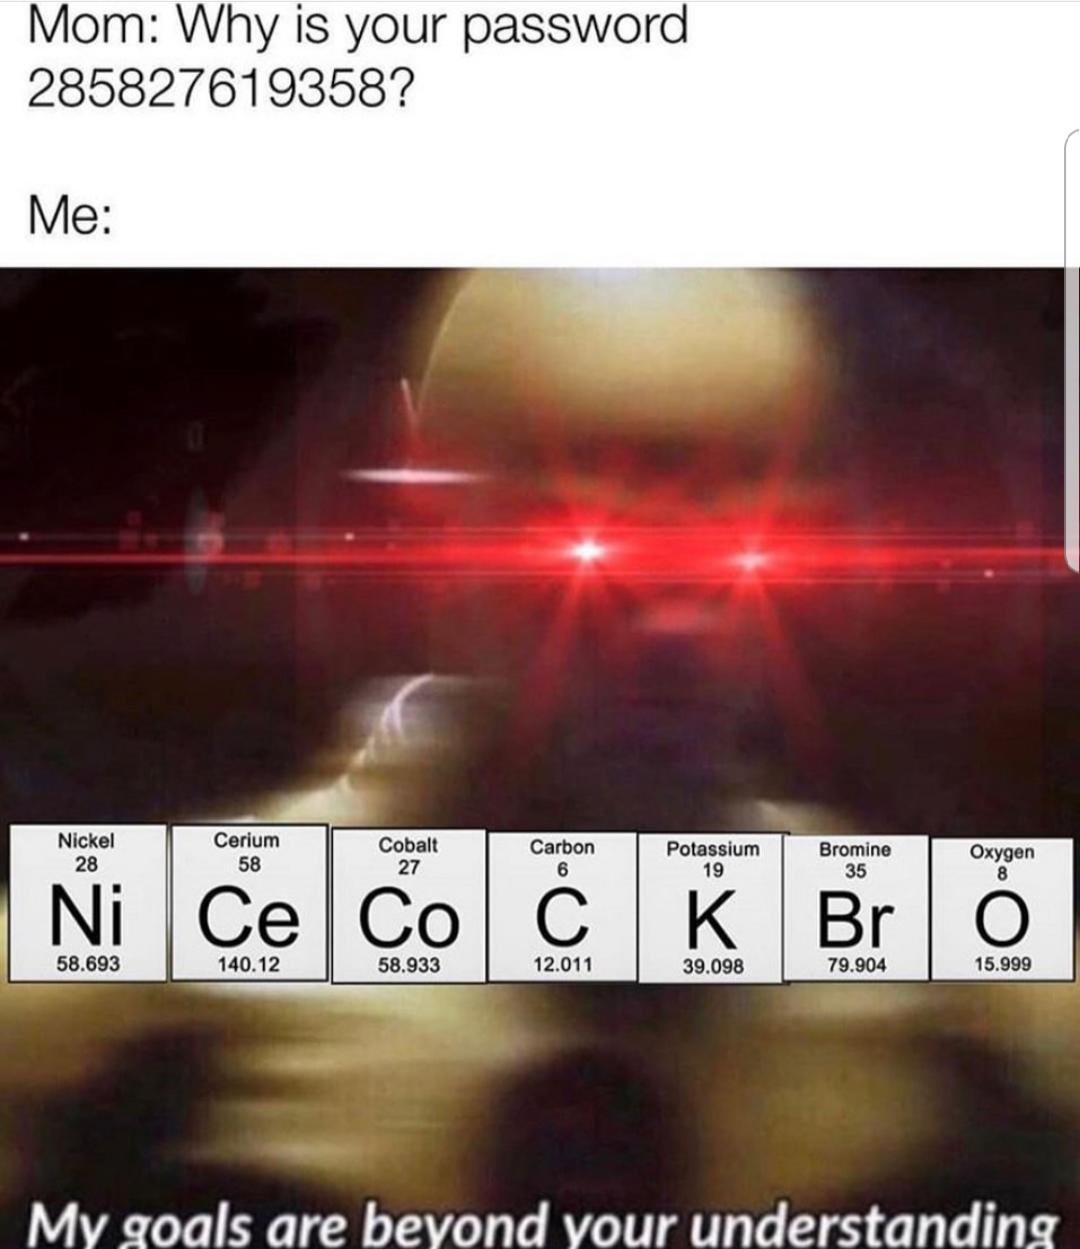 Mom: Why is your password
285827619358?
Me:
Nickel Cerium Cobalt Carbon Potassium Bromine Oxygen
28 58 27 6 19 35 8
Ni Ce Co C K Br O
58.693 140.12 58.933 12.011 39.098 79.904 15.999
My goals are beyond your understanding